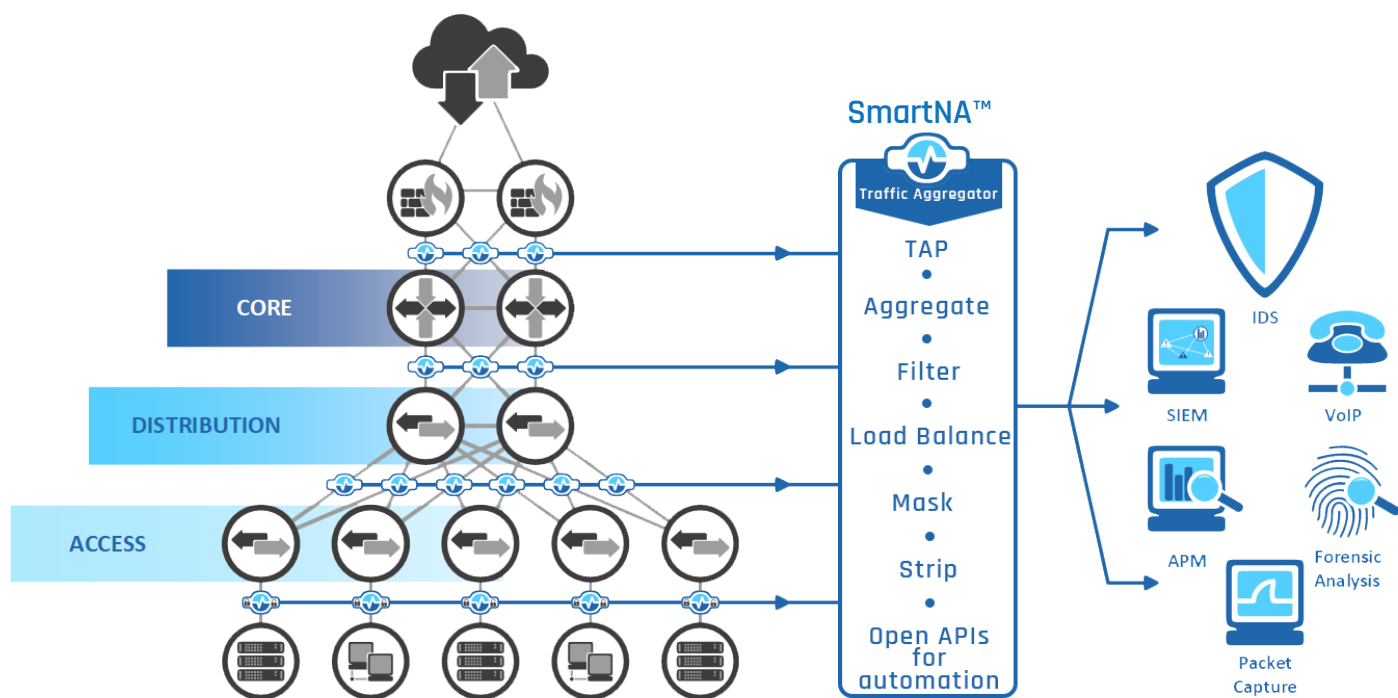 SmartNA™
Traffic Aggregator
TAP
Aggregate
Filter
Load Balance
Mask
Strip
Open APIs
for
automation
CORE
DISTRIBUTION
ACCESS
IDS
SIEM
VoIP
APM
Forensic
Analysis
Packet
Capture